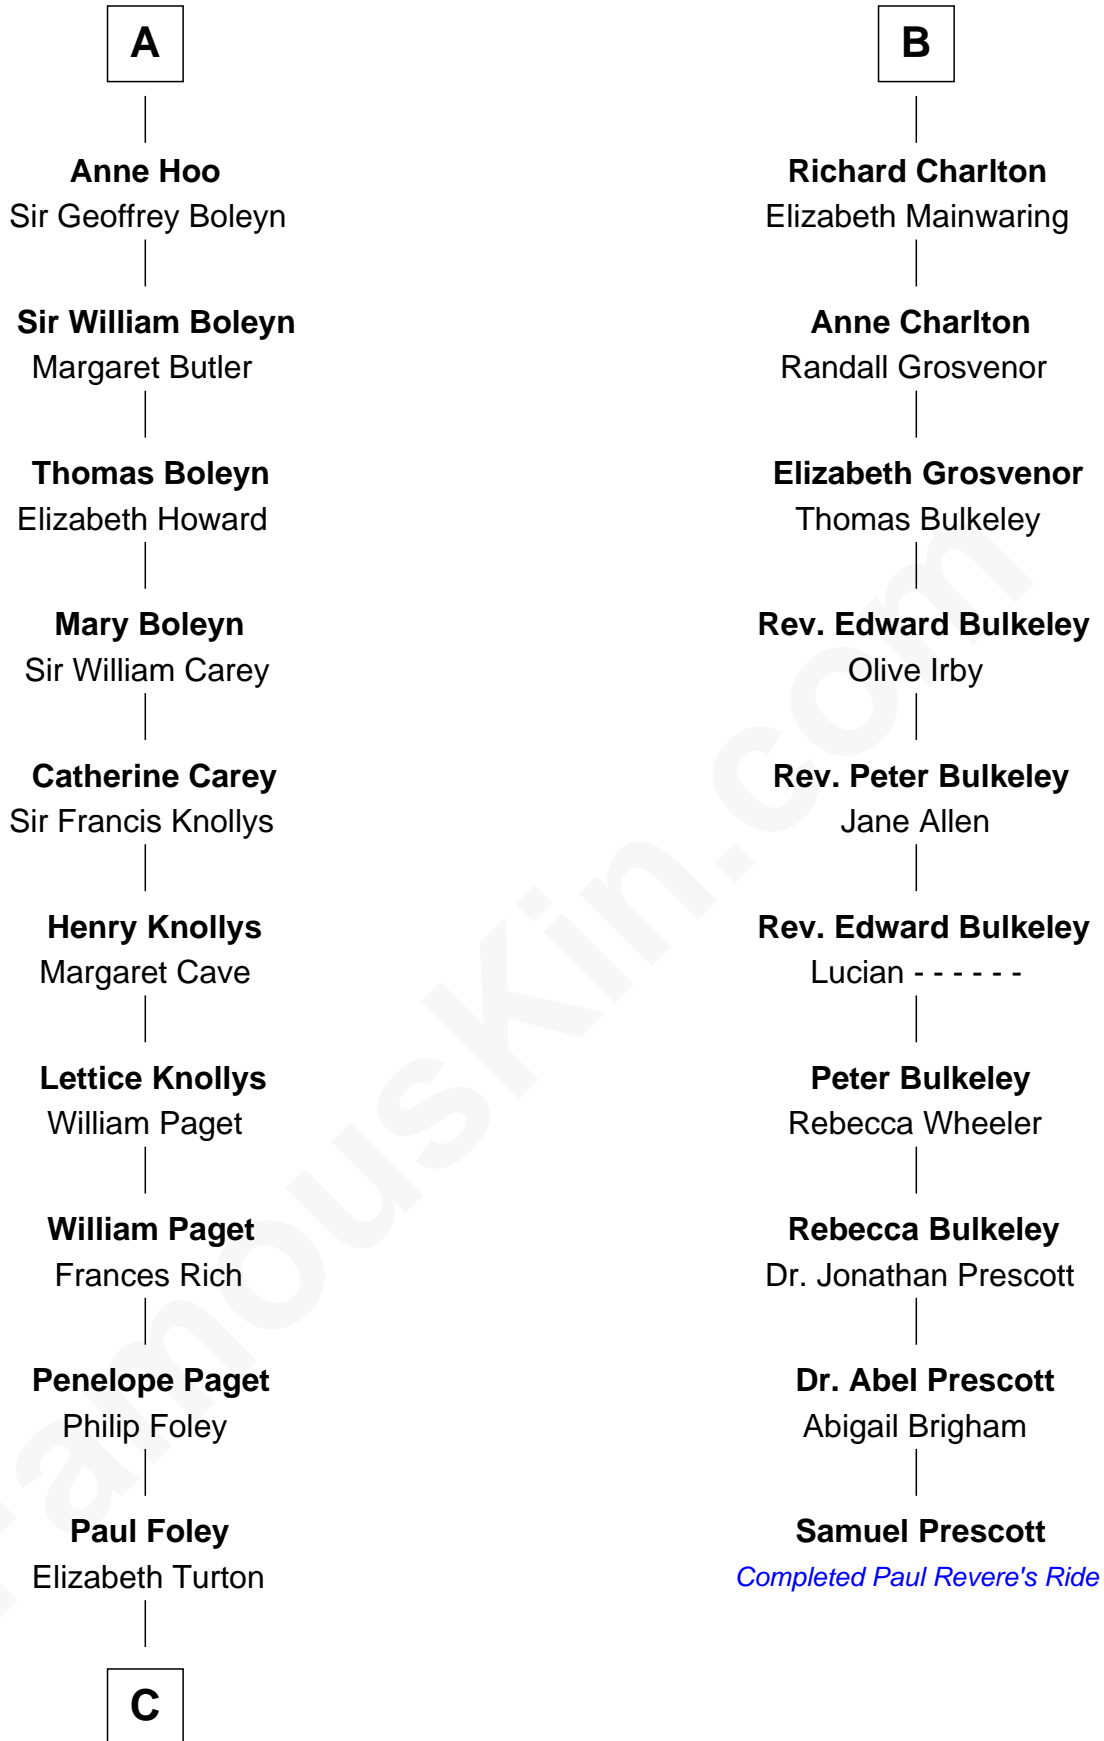 A
Anne Hoo
Sir Geoffrey Boleyn
Sir William Boleyn
Margaret Butler
Thomas Boleyn
Elizabeth Howard
Mary Boleyn
Sir William Carey
Catherine Carey
Sir Francis Knollys
Henry Knollys
Margaret Cave
Lettice Knollys
William Paget
William Paget
Frances Rich
Penelope Paget
Philip Foley
Paul Foley
Elizabeth Turton
C
B
Richard Charlton
Elizabeth Mainwaring
Anne Charlton
Randall Grosvenor
Elizabeth Grosvenor
Thomas Bulkeley
Rev. Edward Bulkeley
Olive Irby
Rev. Peter Bulkeley
Jane Allen
Rev. Edward Bulkeley
Lucian - - - - - -
Peter Bulkeley
Rebecca Wheeler
Rebecca Bulkeley
Dr. Jonathan Prescott
Dr. Abel Prescott
Abigail Brigham
Samuel Prescott
Completed Paul Revere's Ride
FamousKin.com